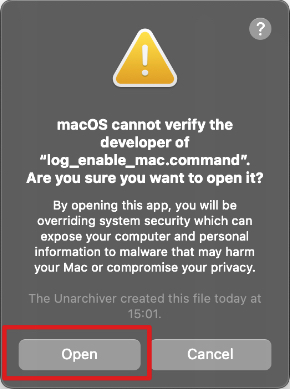 ?
macOS cannot verify the
developer of
“log_enable_mac.command”.
Are you sure you want to open it?
By opening this app, you will be
overriding system security which can
expose your computer and personal
information to malware that may harm
your Mac or compromise your privacy.
The Unarchiver created this file today at
15:01.
Open
Cancel